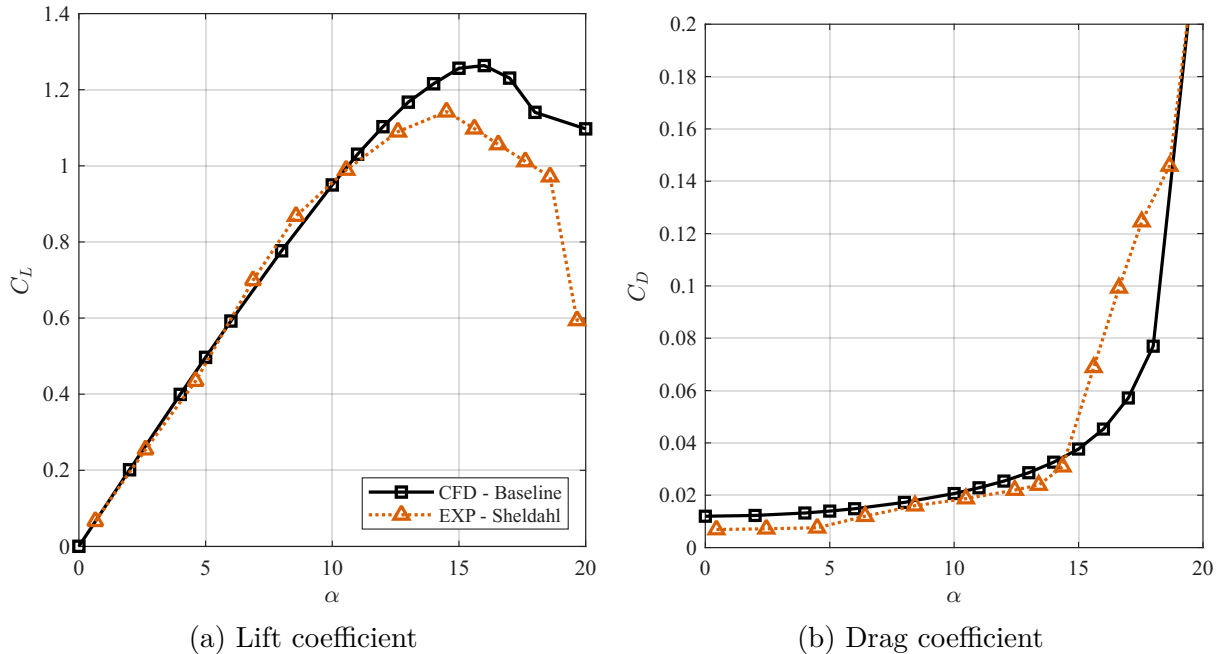 1.4
1.2
1
0.8
0.6
0.4
0.2
0
C_L
0 5 10 15 20
α
CFD - Baseline
EXP - Sheldahl
(a) Lift coefficient
0.2
0.18
0.16
0.14
0.12
0.1
0.08
0.06
0.04
0.02
0
C_D
0 5 10 15 20
α
(b) Drag coefficient